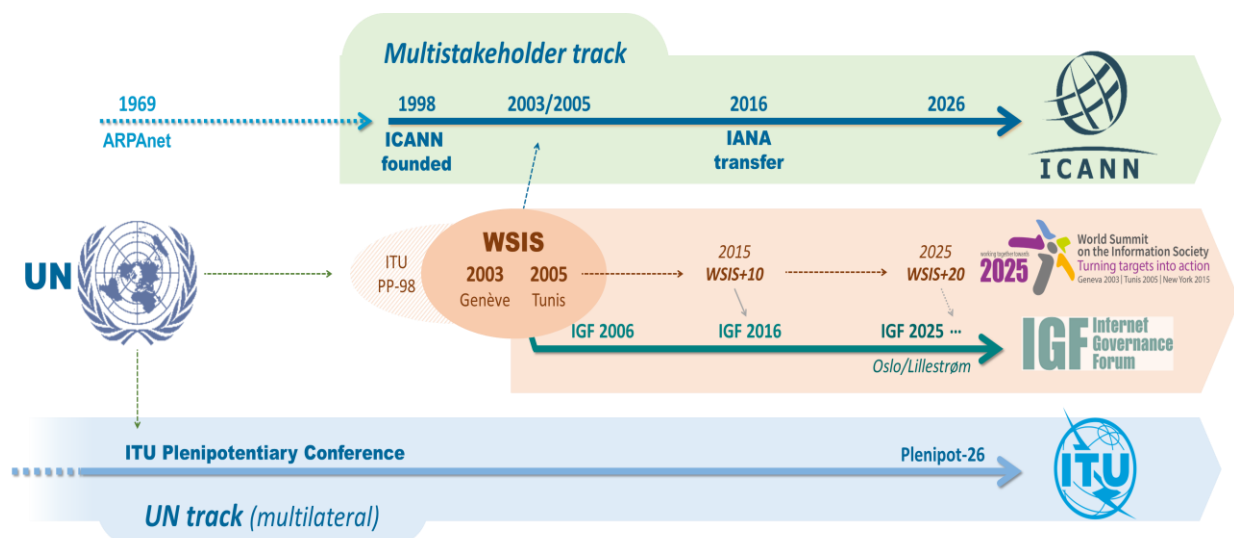 Multistakeholder track
1969
ARPAnet
1998
ICANN
founded
2003/2005
2016
IANA
transfer
2026
ICANN
UN
ITU
PP-98
WSIS
2003
Genève
2005
Tunis
2015
WSIS+10
2025
WSIS+20
working together towards
2025
World Summit
on the Information Society
Turning targets into action
Geneva 2003 | Tunis 2005 | New York 2015
IGF 2006
IGF 2016
IGF 2025 ...
Oslo/Lillestrøm
IGF
Internet
Governance
Forum
ITU Plenipotentiary Conference
Plenipot-26
ITU
UN track (multilateral)